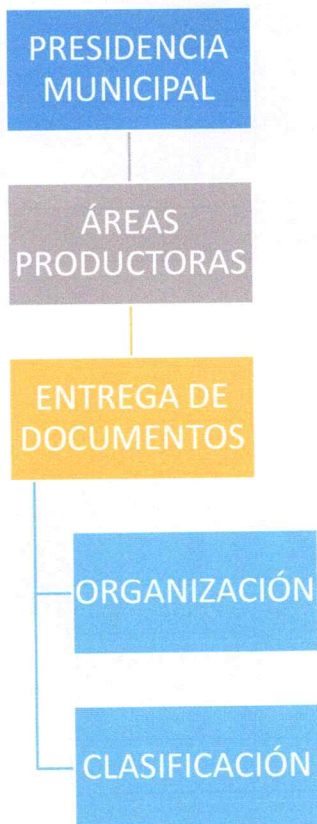 PRESIDENCIA
MUNICIPAL
ÁREAS
PRODUCTORAS
ENTREGA DE
DOCUMENTOS
ORGANIZACIÓN
CLASIFICACIÓN